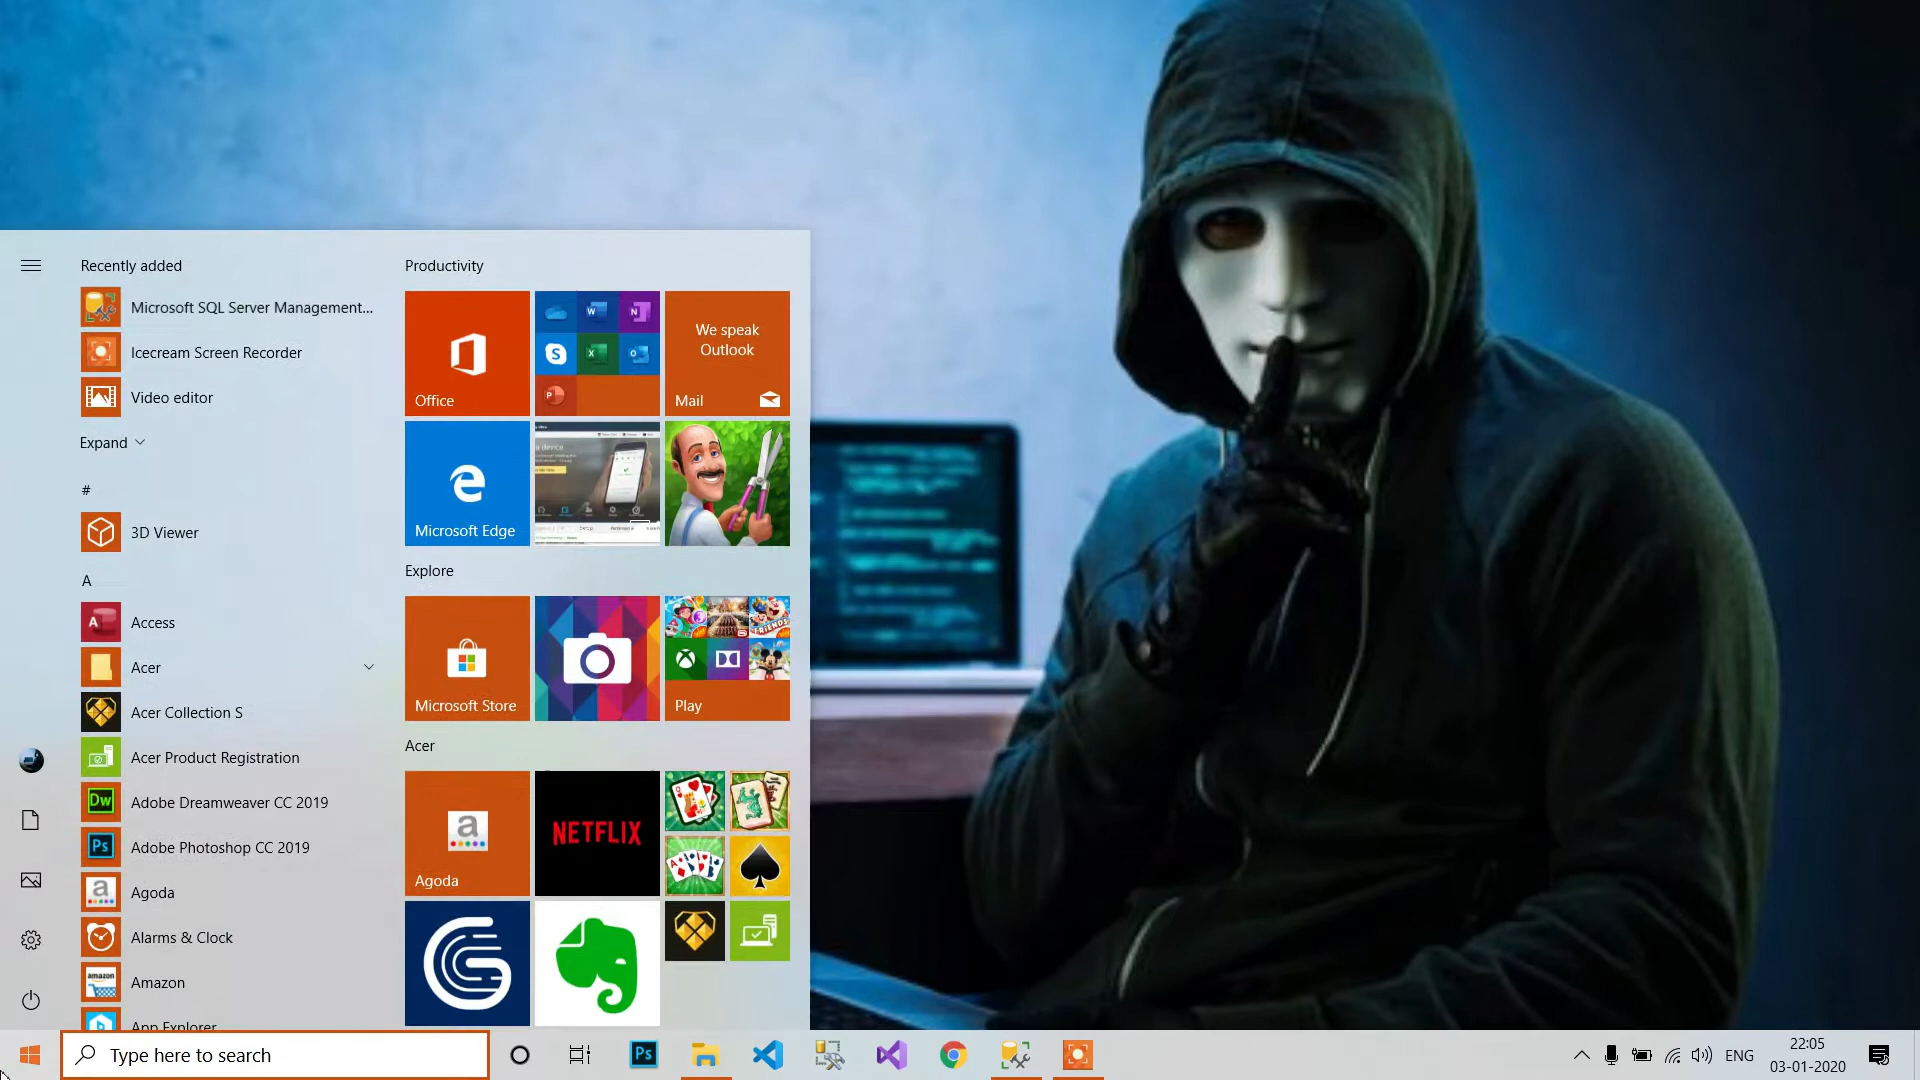 Recently added
Microsoft SQL Server Management...
Icecream Screen Recorder
Video editor
Expand
#
3D Viewer
A
Access
Acer
Acer Collection S
Acer Product Registration
Adobe Dreamweaver CC 2019
Adobe Photoshop CC 2019
Agoda
Alarms & Clock
Amazon
App Explorer
Productivity
Office
We speak
Outlook
Mail
Microsoft Edge
Explore
Microsoft Store
Play
Acer
Agoda
NETFLIX
Type here to search
ENG
22:05
03-01-2020